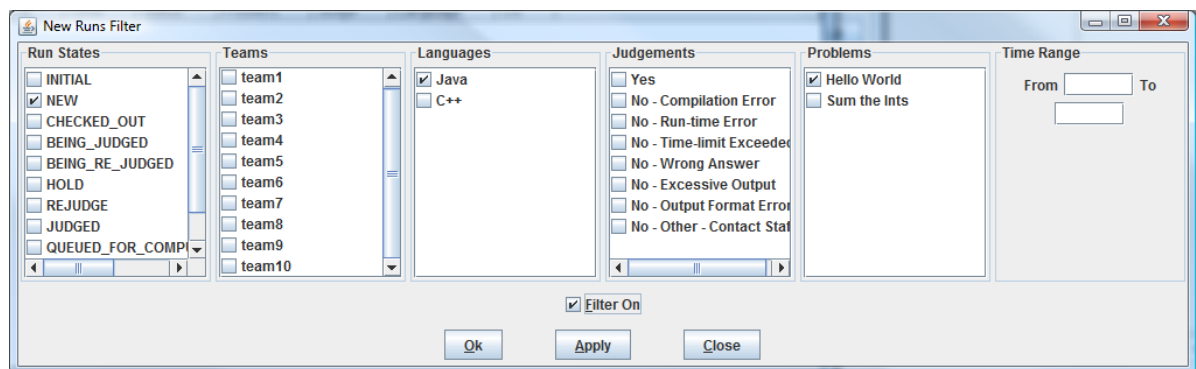 New Runs Filter
Run States
INITIAL
NEW
CHECKED_OUT
BEING_JUDGED
BEING_RE_JUDGED
HOLD
REJUDGE
JUDGED
QUEUED_FOR_COMP
Teams
team1
team2
team3
team4
team5
team6
team7
team8
team9
team10
Languages
Java
C++
Judgements
Yes
No - Compilation Error
No - Run-time Error
No - Time-limit Exceeded
No - Wrong Answer
No - Excessive Output
No - Output Format Error
No - Other - Contact Staf
Problems
Hello World
Sum the Ints
Time Range
From To
Filter On
Ok Apply Close